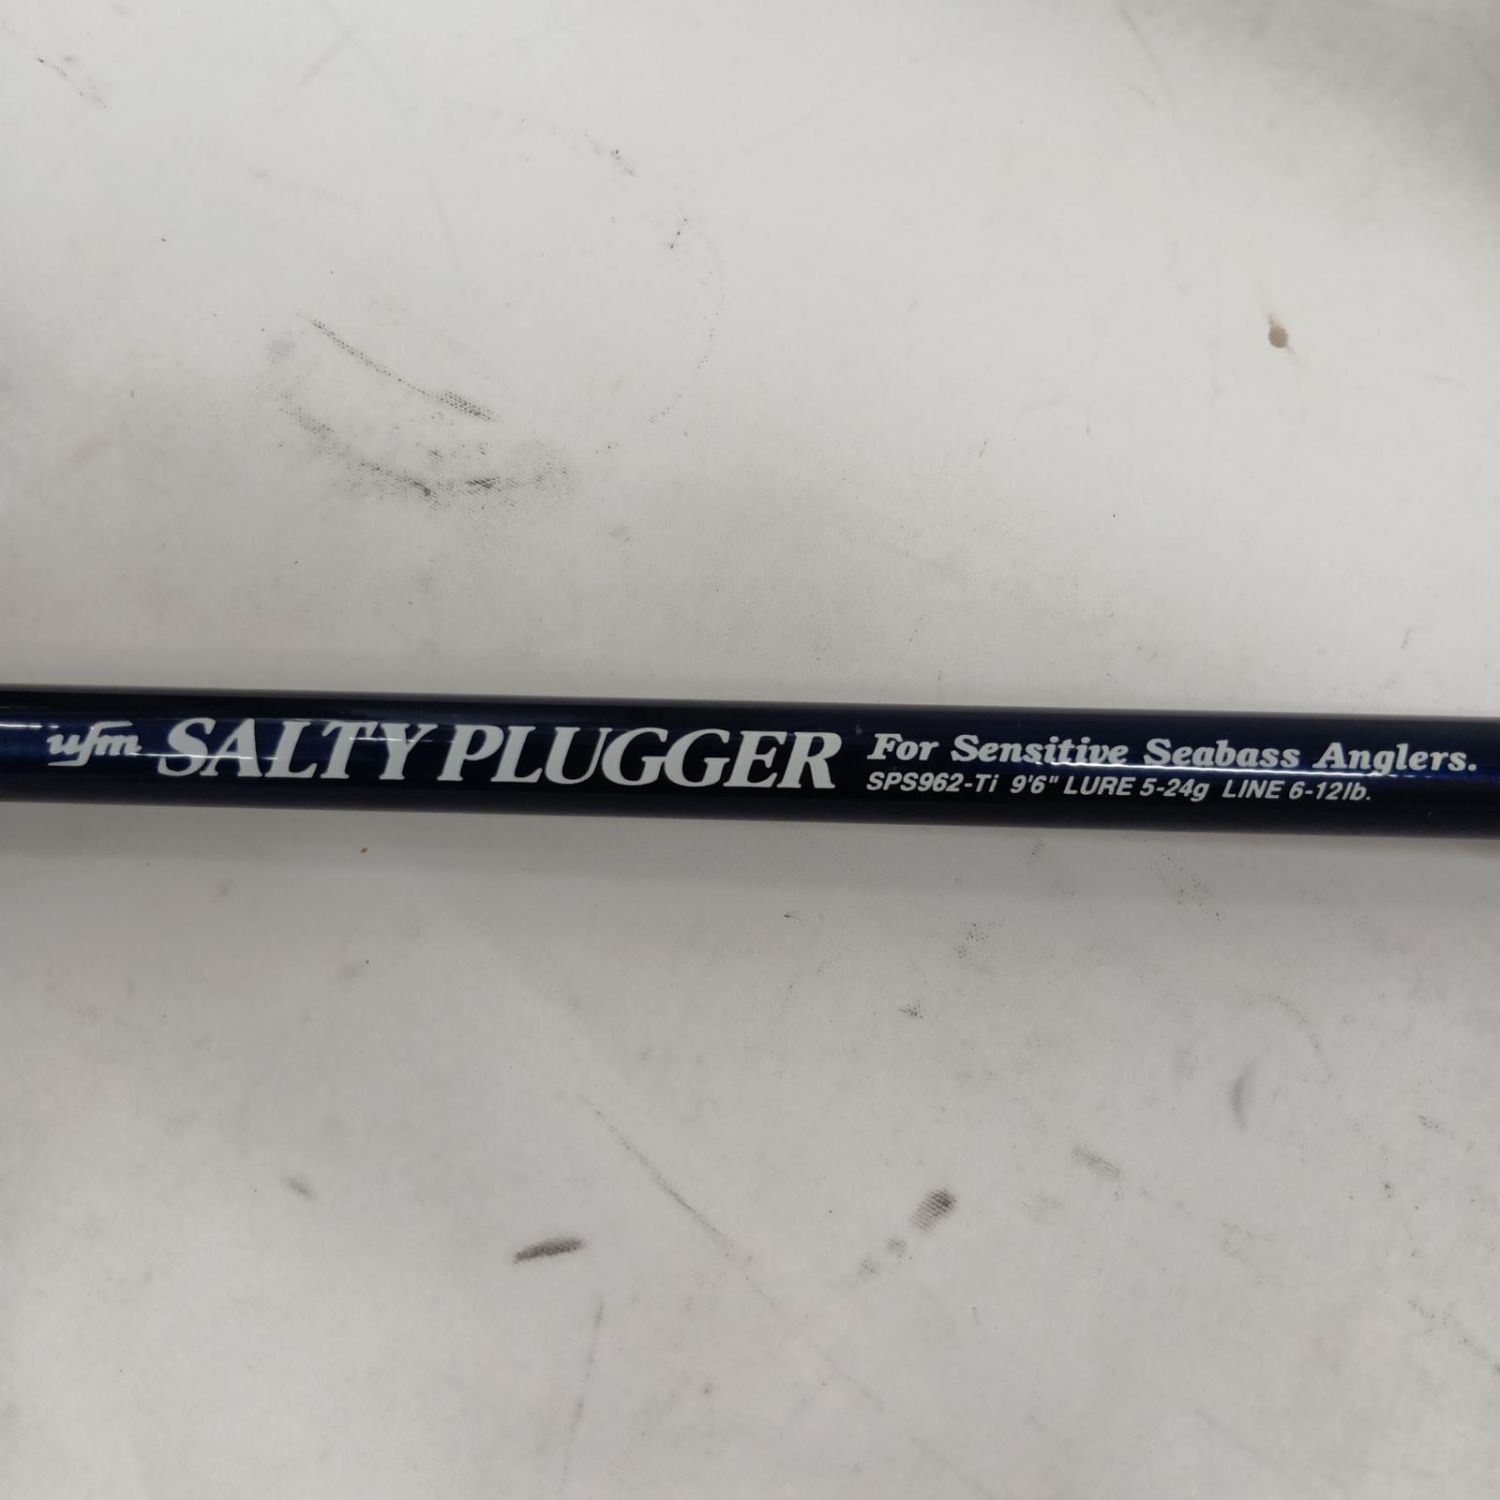 ufm SALTY PLUGGER For Sensitive Seabass Anglers.
SPS962-Ti 9'6" LURE 5-24g LINE 6-12lb.